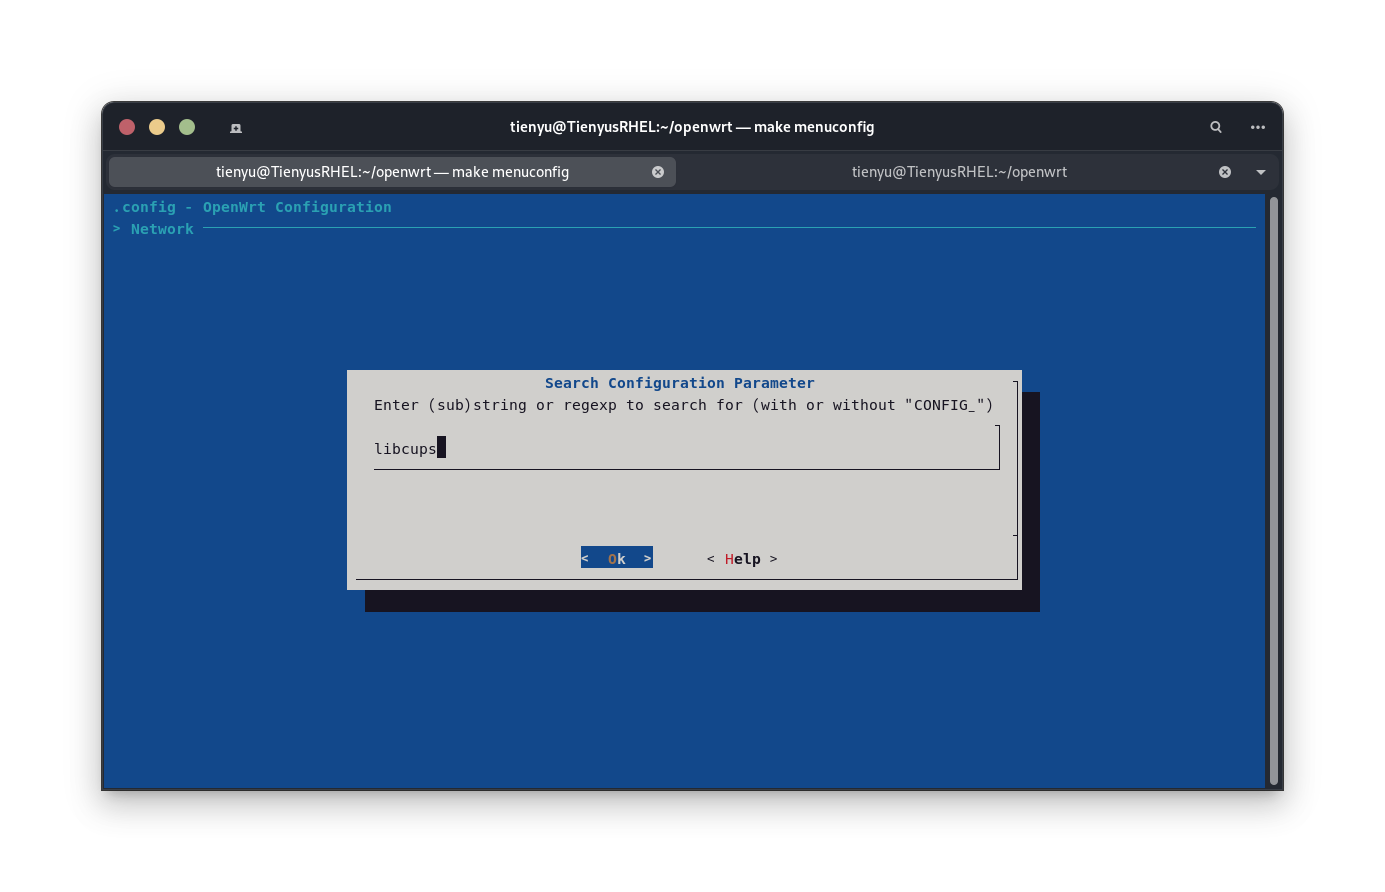 tienyu@TienyusRHEL:~/openwrt — make menuconfig
tienyu@TienyusRHEL:~/openwrt — make menuconfig
tienyu@TienyusRHEL:~/openwrt
.config - OpenWrt Configuration
> Network
Search Configuration Parameter
Enter (sub)string or regexp to search for (with or without "CONFIG_")
libcups
< Ok > < Help >